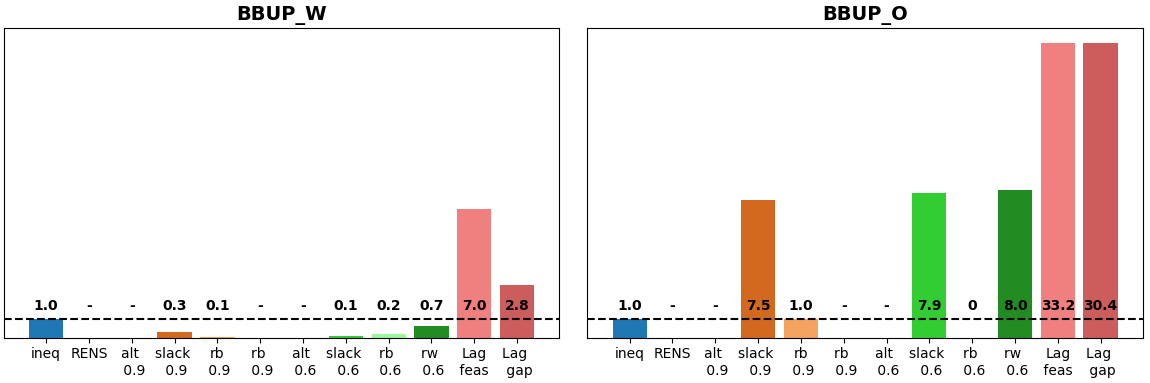 BBUP_W
1.0 - - 0.3 0.1 - - 0.1 0.2 0.7 7.0 2.8
ineq RENS alt slack rb rb alt slack rb rw Lag Lag
0.9 0.9 0.9 0.9 0.6 0.6 0.6 0.6 feas gap
BBUP_O
1.0 - - 7.5 1.0 - - 7.9 0 8.0 33.2 30.4
ineq RENS alt slack rb rb alt slack rb rw Lag Lag
0.9 0.9 0.9 0.9 0.6 0.6 0.6 0.6 feas gap